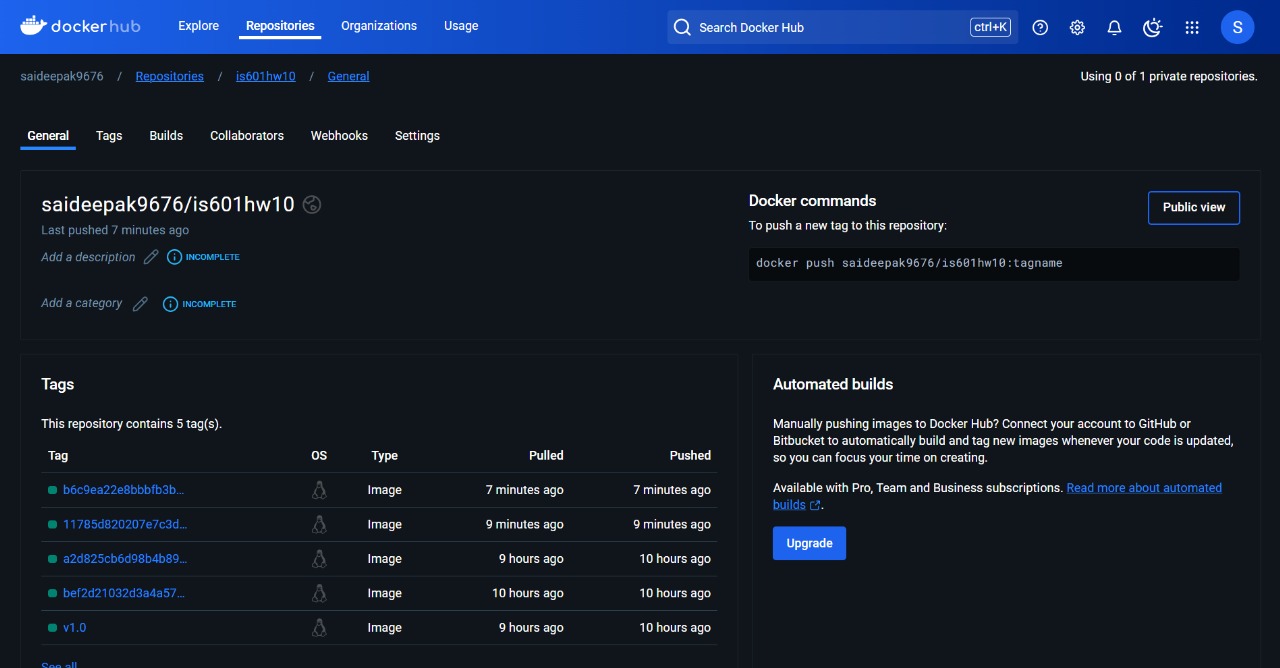 dockerhub Explore Repositories Organizations Usage Search Docker Hub ctrl+K S
saideepak9676 / Repositories / is601hw10 / General Using 0 of 1 private repositories.
General Tags Builds Collaborators Webhooks Settings
saideepak9676/is601hw10
Last pushed 7 minutes ago
Add a description INCOMPLETE
Add a category INCOMPLETE
Docker commands
To push a new tag to this repository:
Public view
docker push saideepak9676/is601hw10:tagname
Tags
This repository contains 5 tag(s).
Tag OS Type Pulled Pushed
b6c9ea22e8bbbfb3b... Image 7 minutes ago 7 minutes ago
11785d820207e7c3d... Image 9 minutes ago 9 minutes ago
a2d825cb6d98b4b89... Image 9 hours ago 10 hours ago
bef2d21032d3a4a57... Image 10 hours ago 10 hours ago
v1.0 Image 9 hours ago 10 hours ago
See all
Automated builds
Manually pushing images to Docker Hub? Connect your account to GitHub or
Bitbucket to automatically build and tag new images whenever your code is updated,
so you can focus your time on creating.
Available with Pro, Team and Business subscriptions. Read more about automated
builds.
Upgrade